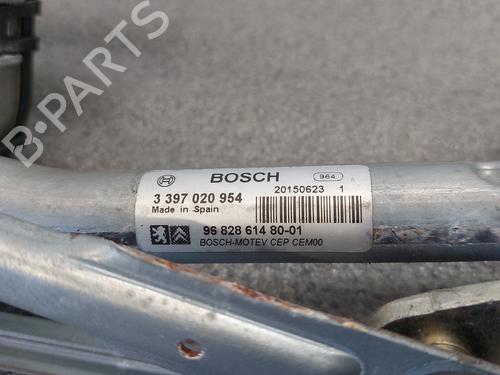 BOSCH
964
3 397 020 954
Made in Spain
20150623 1
96 828 614 80-01
BOSCH-MOTEV CEP CEM00
B-PARTS